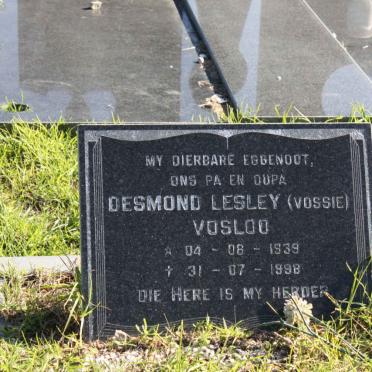 MY DIERBARE EGGENOOT,
ONS PA EN OUPA
DESMOND LESLEY (VOSSIE)
VOSLOO
* 04 - 08 - 1939
† 31 - 07 - 1998
DIE HERE IS MY HERDER